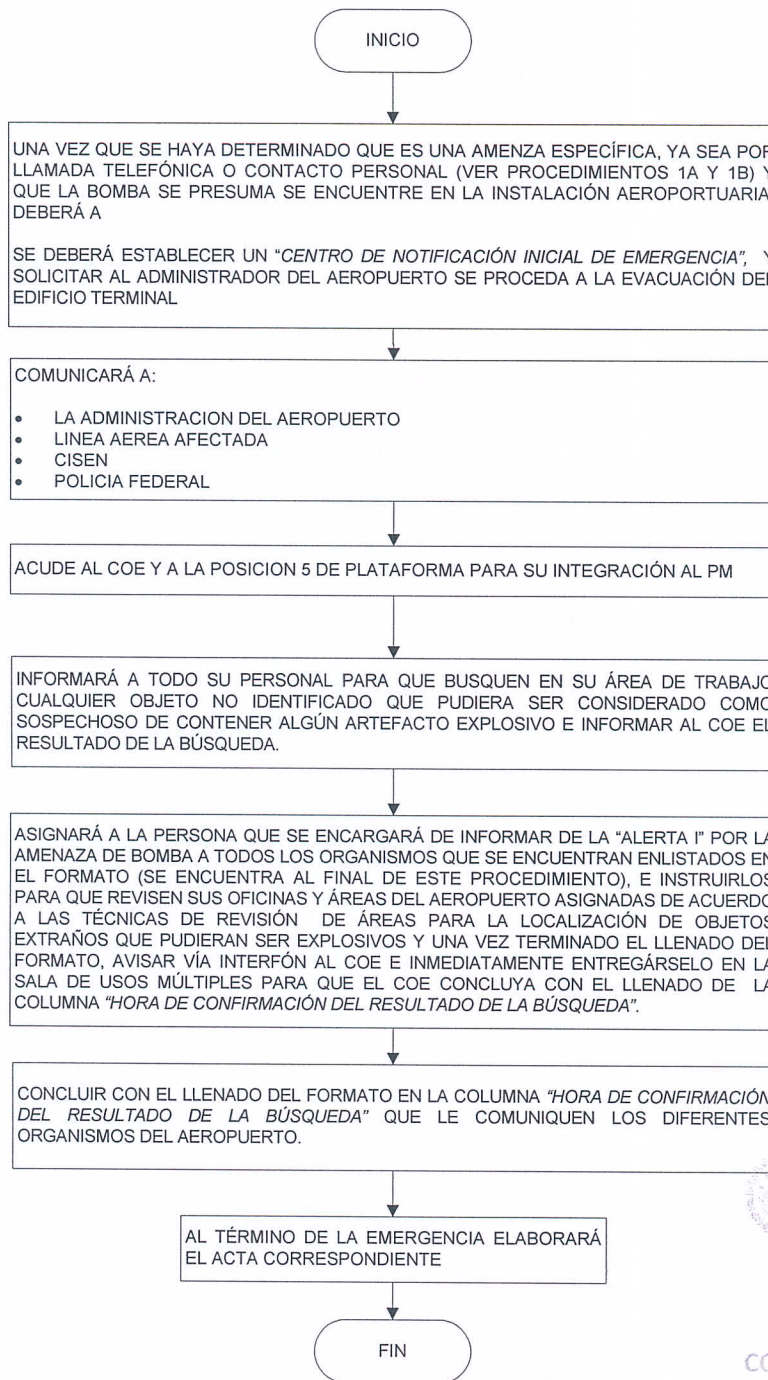 INICIO
UNA VEZ QUE SE HAYA DETERMINADO QUE ES UNA AMENZA ESPECÍFICA, YA SEA POR
LLAMADA TELEFÓNICA O CONTACTO PERSONAL (VER PROCEDIMIENTOS 1A Y 1B) Y
QUE LA BOMBA SE PRESUMA SE ENCUENTRE EN LA INSTALACIÓN AEROPORTUARIA,
DEBERÁ A
SE DEBERÁ ESTABLECER UN “CENTRO DE NOTIFICACIÓN INICIAL DE EMERGENCIA”, Y
SOLICITAR AL ADMINISTRADOR DEL AEROPUERTO SE PROCEDA A LA EVACUACIÓN DEL
EDIFICIO TERMINAL
COMUNICARÁ A:
• LA ADMINISTRACION DEL AEROPUERTO
• LINEA AEREA AFECTADA
• CISEN
• POLICIA FEDERAL
ACUDE AL COE Y A LA POSICION 5 DE PLATAFORMA PARA SU INTEGRACIÓN AL PM
INFORMARÁ A TODO SU PERSONAL PARA QUE BUSQUEN EN SU ÁREA DE TRABAJO
CUALQUIER OBJETO NO IDENTIFICADO QUE PUDIERA SER CONSIDERADO COMO
SOSPECHOSO DE CONTENER ALGÚN ARTEFACTO EXPLOSIVO E INFORMAR AL COE EL
RESULTADO DE LA BÚSQUEDA.
ASIGNARÁ A LA PERSONA QUE SE ENCARGARÁ DE INFORMAR DE LA “ALERTA I” POR LA
AMENAZA DE BOMBA A TODOS LOS ORGANISMOS QUE SE ENCUENTRAN ENLISTADOS EN
EL FORMATO (SE ENCUENTRA AL FINAL DE ESTE PROCEDIMIENTO), E INSTRUIRLOS
PARA QUE REVISEN SUS OFICINAS Y ÁREAS DEL AEROPUERTO ASIGNADAS DE ACUERDO
A LAS TÉCNICAS DE REVISIÓN DE ÁREAS PARA LA LOCALIZACIÓN DE OBJETOS
EXTRAÑOS QUE PUDIERAN SER EXPLOSIVOS Y UNA VEZ TERMINADO EL LLENADO DEL
FORMATO, AVISAR VÍA INTERFÓN AL COE E INMEDIATAMENTE ENTREGÁRSELO EN LA
SALA DE USOS MÚLTIPLES PARA QUE EL COE CONCLUYA CON EL LLENADO DE LA
COLUMNA “HORA DE CONFIRMACIÓN DEL RESULTADO DE LA BÚSQUEDA”.
CONCLUIR CON EL LLENADO DEL FORMATO EN LA COLUMNA “HORA DE CONFIRMACIÓN
DEL RESULTADO DE LA BÚSQUEDA” QUE LE COMUNIQUEN LOS DIFERENTES
ORGANISMOS DEL AEROPUERTO.
AL TÉRMINO DE LA EMERGENCIA ELABORARÁ
EL ACTA CORRESPONDIENTE
FIN